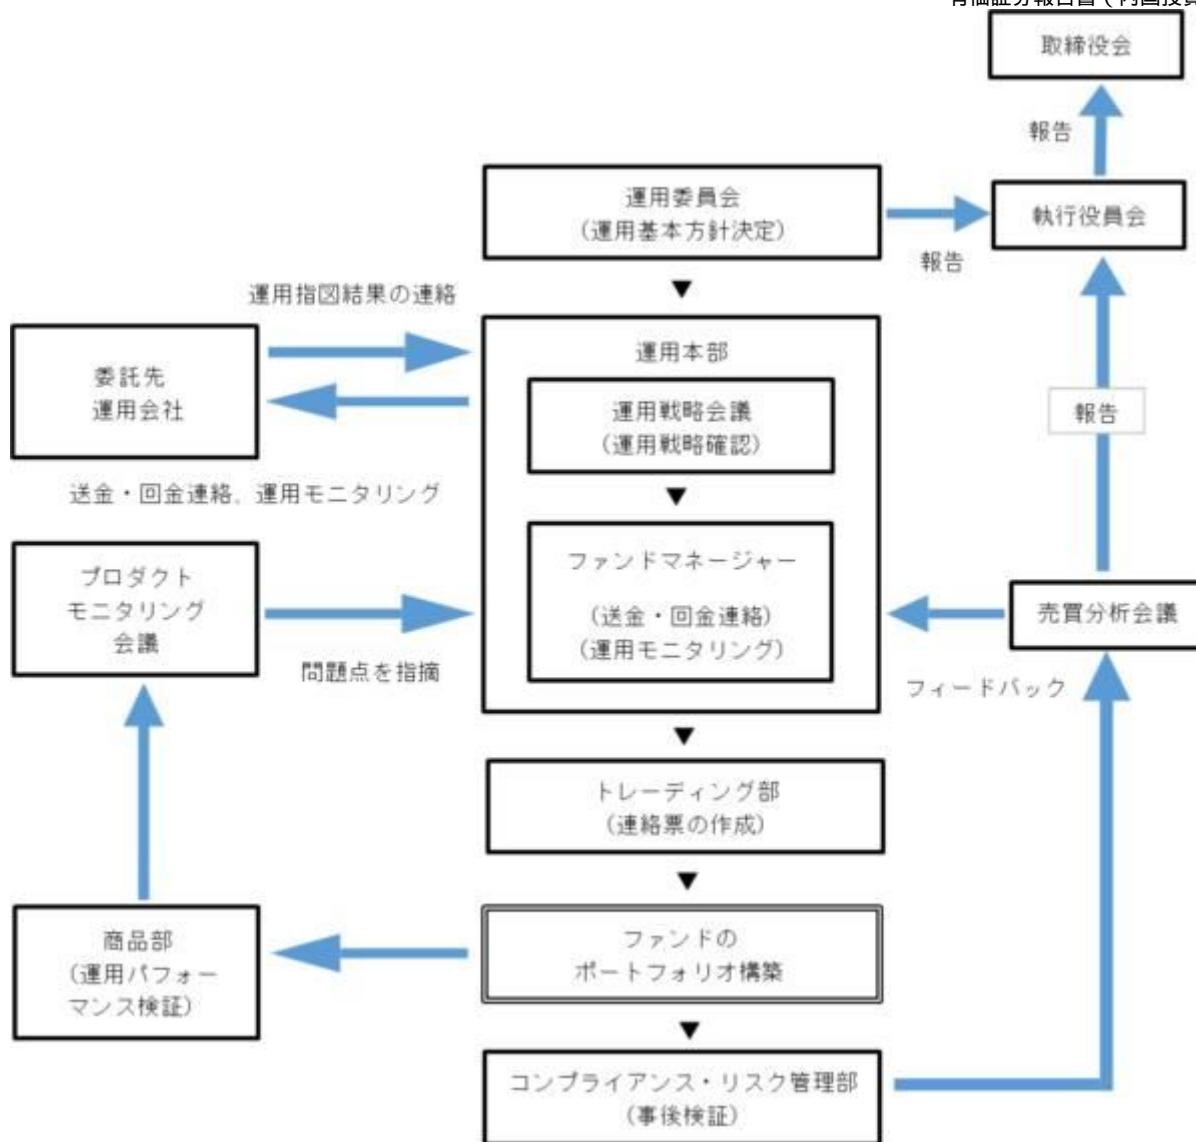 取締役会
報告
運用委員会
(運用基本方針決定)
執行役員会
報告
運用指図結果の連絡
委託先
運用会社
運用本部
運用戦略会議
(運用戦略確認)
報告
送金・回金連絡、運用モニタリング
プロダクト
モニタリング
会議
ファンドマネージャー
(送金・回金連絡)
(運用モニタリング)
売買分析会議
問題点を指摘
フィードバック
トレーディング部
(連絡票の作成)
商品部
(運用パフォー
マンス検証)
ファンドの
ポートフォリオ構築
コンプライアンス・リスク管理部
(事後検証)